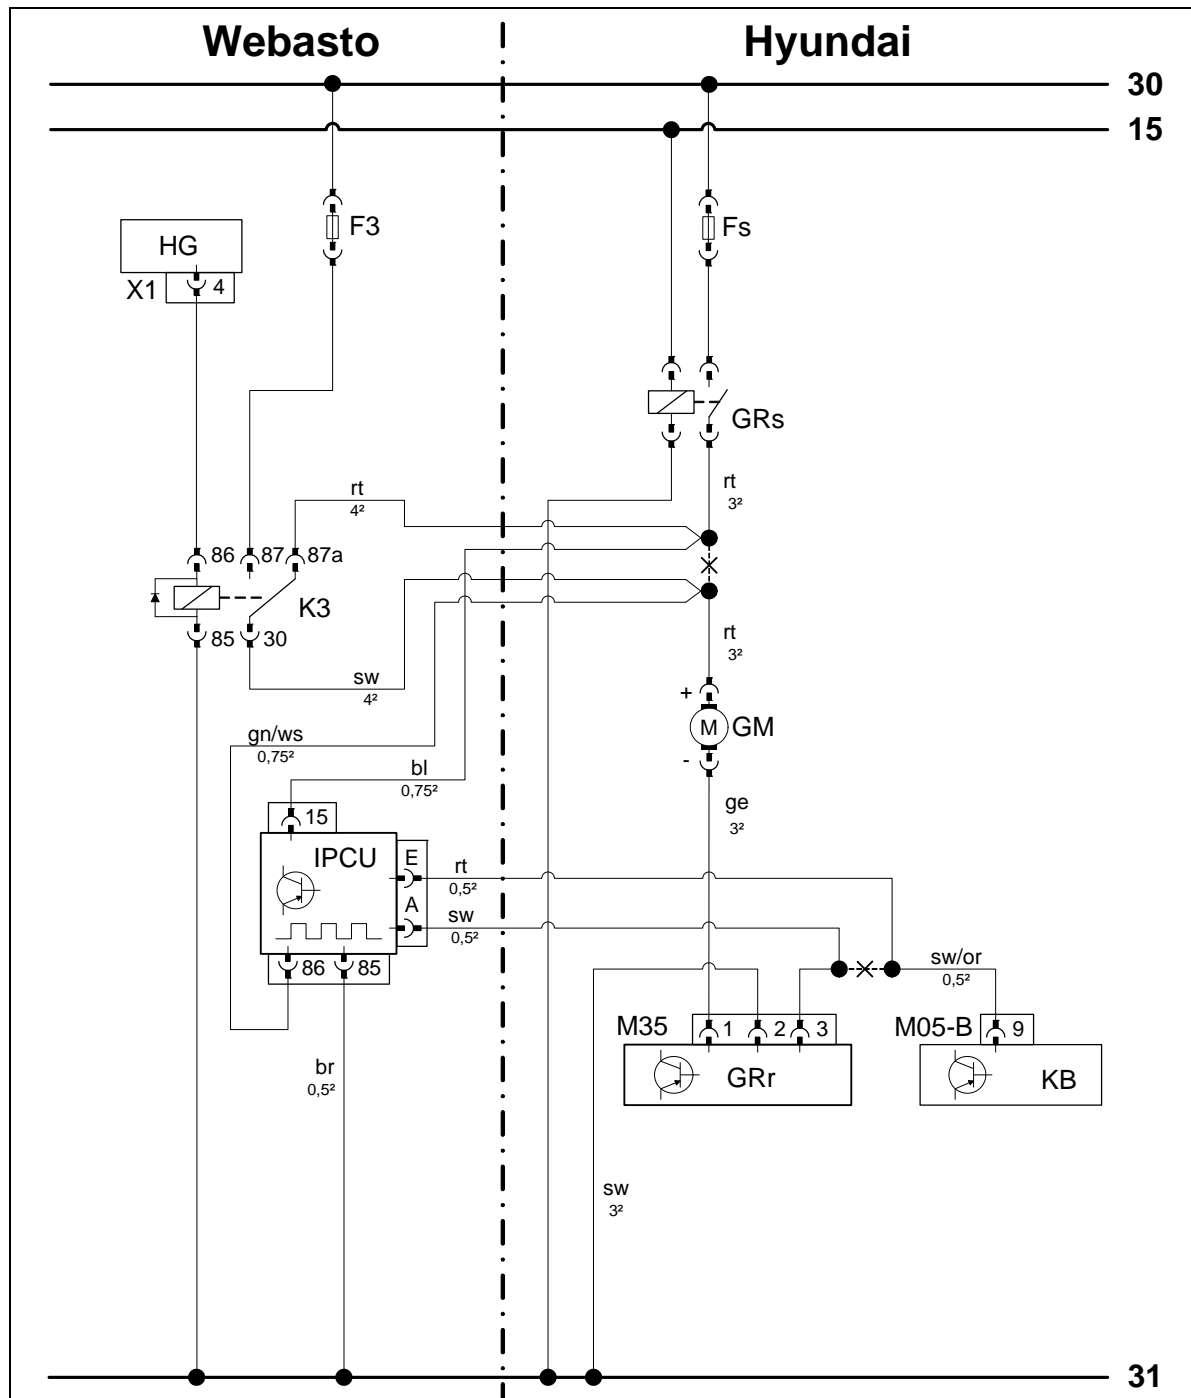 Webasto
Hyundai
30
15
F3
Fs
HG
X1
4
GRs
rt
4²
rt
3²
86
87
87a
K3
85
30
rt
3²
sw
4²
+
M
GM
-
gn/ws
0,75²
bl
0,75²
ge
3²
15
IPCU
E
rt
0,5²
A
sw
0,5²
86
85
sw/or
0,5²
M35
1
2
3
M05-B
9
GRr
KB
br
0,5²
sw
3²
31